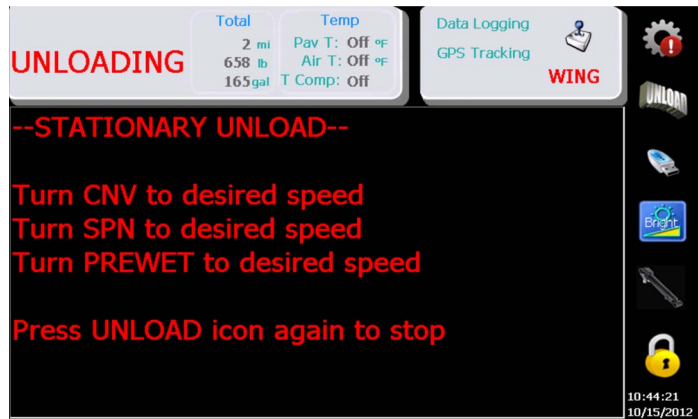 UNLOADING
Total
2 mi
658 lb
165 gal
Temp
Pav T: Off °F
Air T: Off °F
T Comp: Off
Data Logging
GPS Tracking
WING
UNLOAD
Bright
--STATIONARY UNLOAD--
Turn CNV to desired speed
Turn SPN to desired speed
Turn PREWET to desired speed
Press UNLOAD icon again to stop
10:44:21
10/15/2012